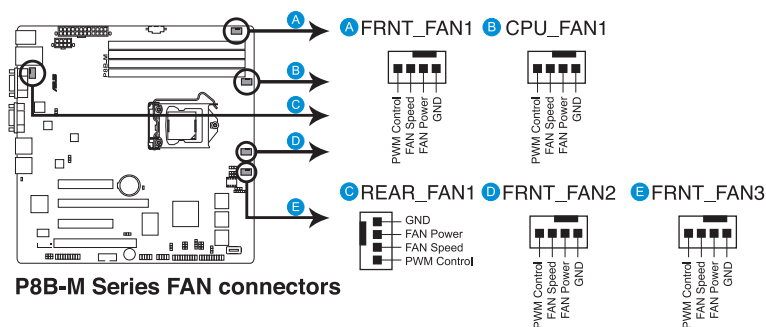 A
B
C
D
E
P8B-M
ASUS
A FRNT_FAN1
PWM Control
FAN Speed
FAN Power
GND
B CPU_FAN1
PWM Control
FAN Speed
FAN Power
GND
C REAR_FAN1
GND
FAN Power
FAN Speed
PWM Control
D FRNT_FAN2
PWM Control
FAN Speed
FAN Power
GND
E FRNT_FAN3
PWM Control
FAN Speed
FAN Power
GND
P8B-M Series FAN connectors